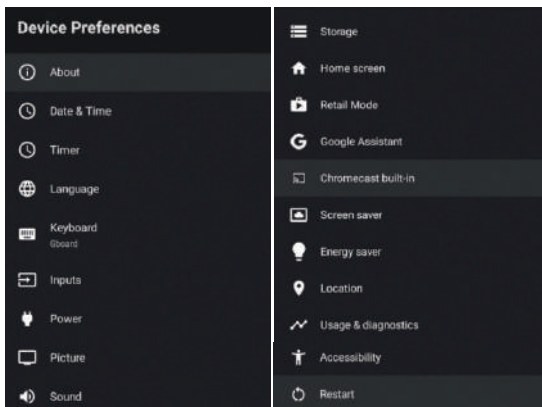 Device Preferences
About
Date & Time
Timer
Language
Keyboard
Gboard
Inputs
Power
Picture
Sound
Storage
Home screen
Retail Mode
Google Assistant
Chromecast built-in
Screen saver
Energy saver
Location
Usage & diagnostics
Accessibility
Restart